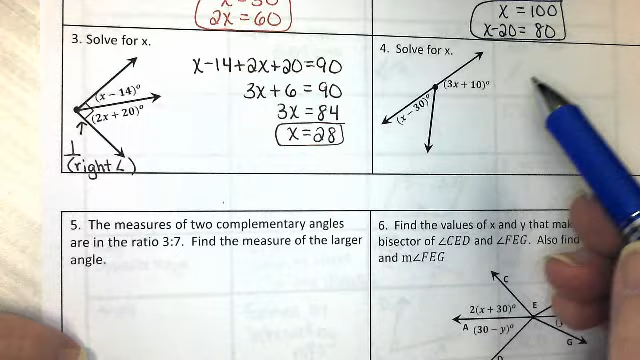 x=30
2x = 60
x = 100
x-20 = 80
3. Solve for x.
(x − 14)°
(2x + 20)°
(right ∠)
x-14+2x+20=90
3x+6 = 90
3x = 84
x=28
4. Solve for x.
(3x + 10)°
(x − 30)°
5. The measures of two complementary angles
are in the ratio 3:7. Find the measure of the larger
angle.
6. Find the values of x and y that mak
bisector of ∠CED and ∠FEG. Also find
and m∠FEG
C
2(x + 30)°
E
A (30 − y)°
G
D